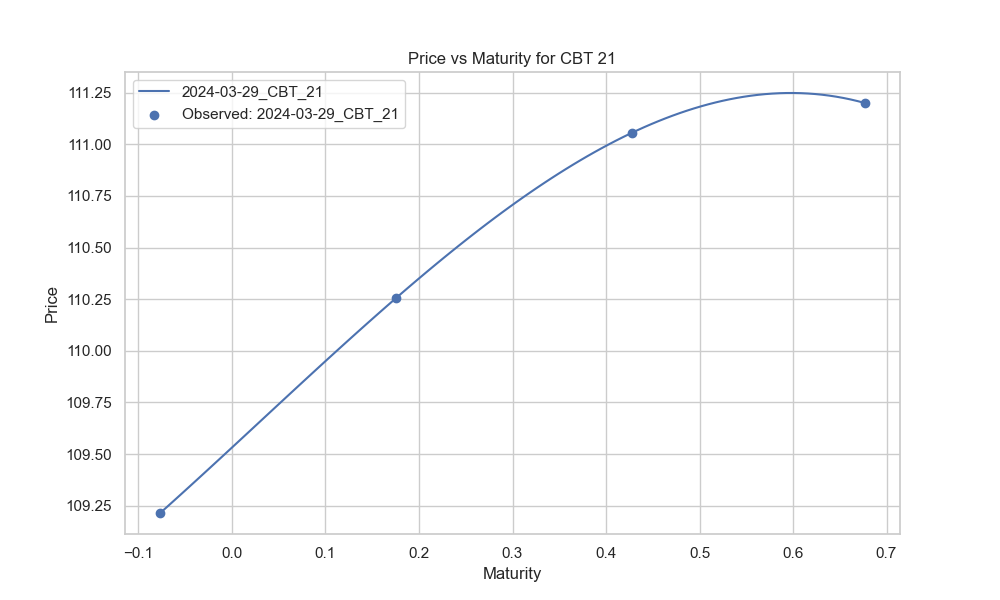 Price vs Maturity for CBT 21
2024-03-29_CBT_21
Observed: 2024-03-29_CBT_21
111.25
111.00
110.75
110.50
110.25
110.00
109.75
109.50
109.25
Price
−0.1 0.0 0.1 0.2 0.3 0.4 0.5 0.6 0.7
Maturity